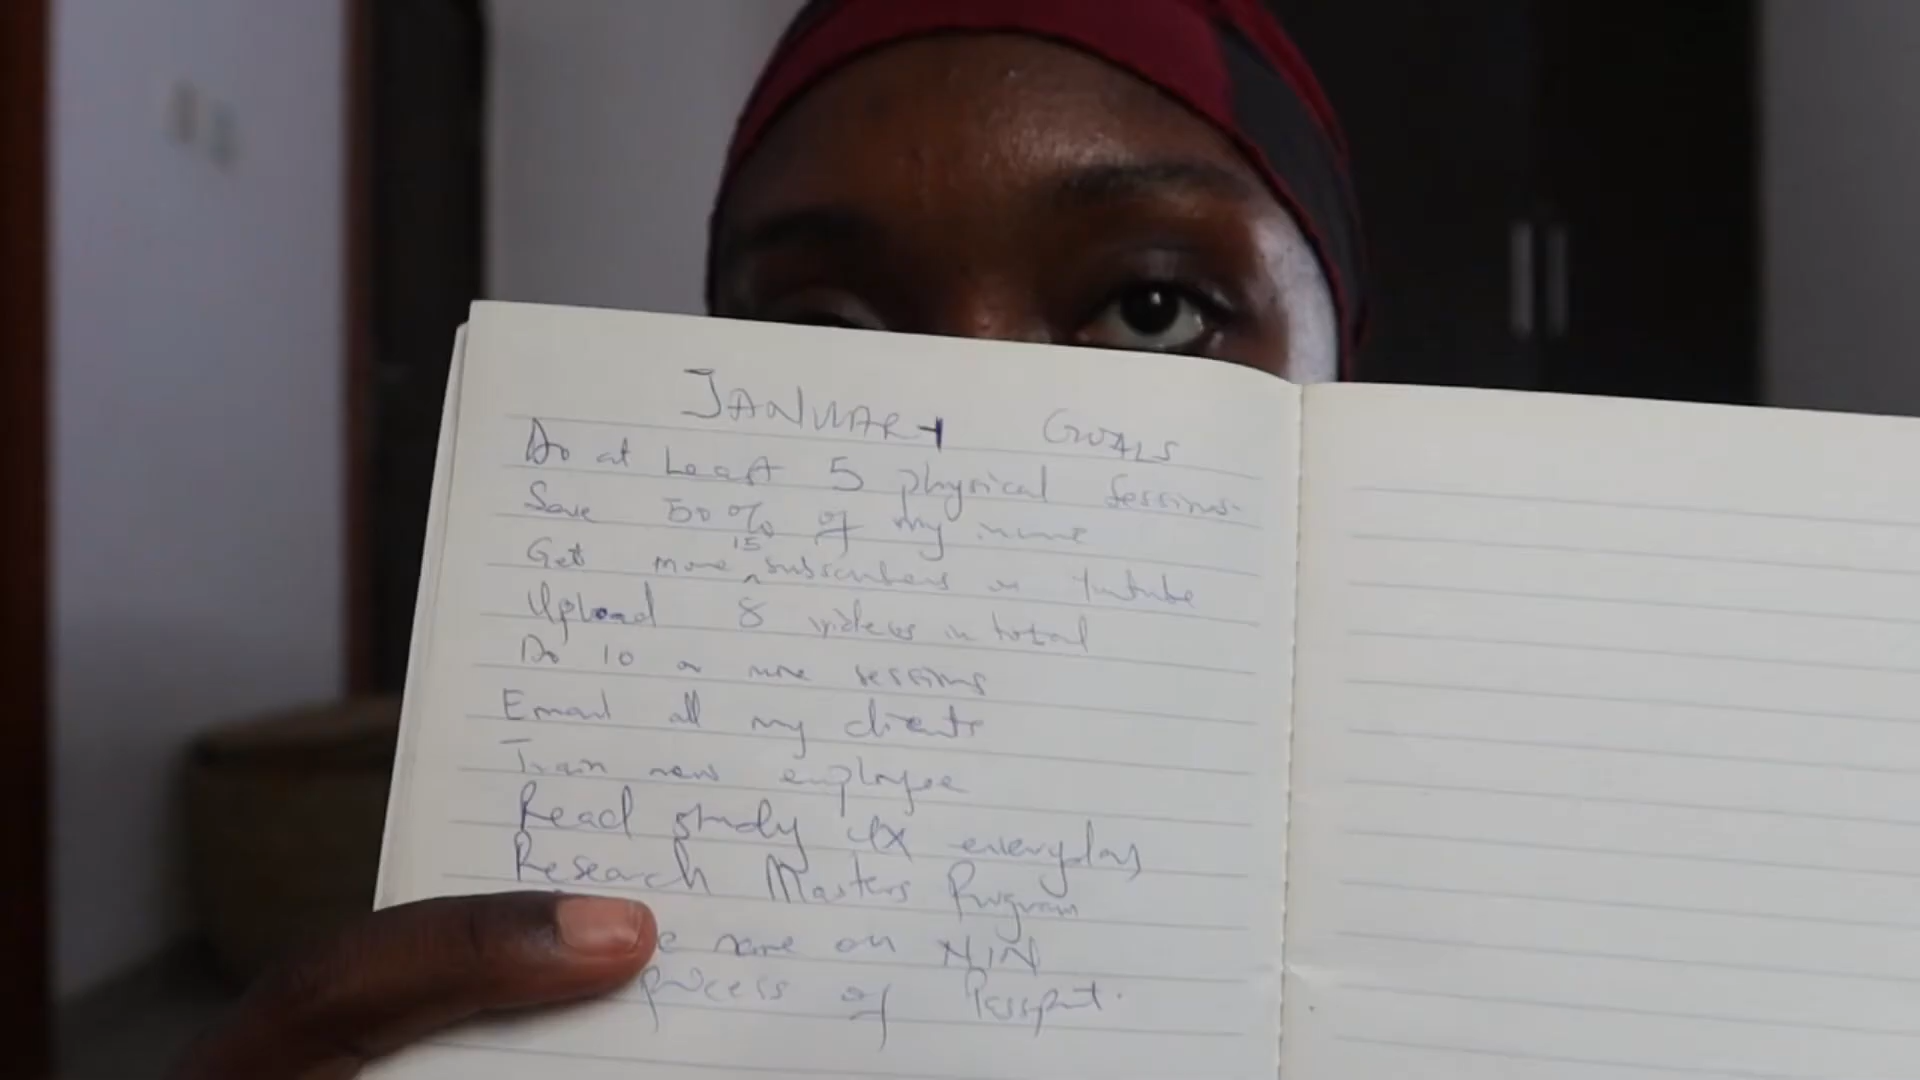 JANUARY GOALS
Do at Least 5 physical Sessions.
Save 50% of my income
Get more 15 subscribers on Youtube
Upload 8 videos in total
Do 10 or more sessions
Email all my clients
Train new employee
Read study 4x everyday
Research Masters Program
name on NIN
process of Passport.